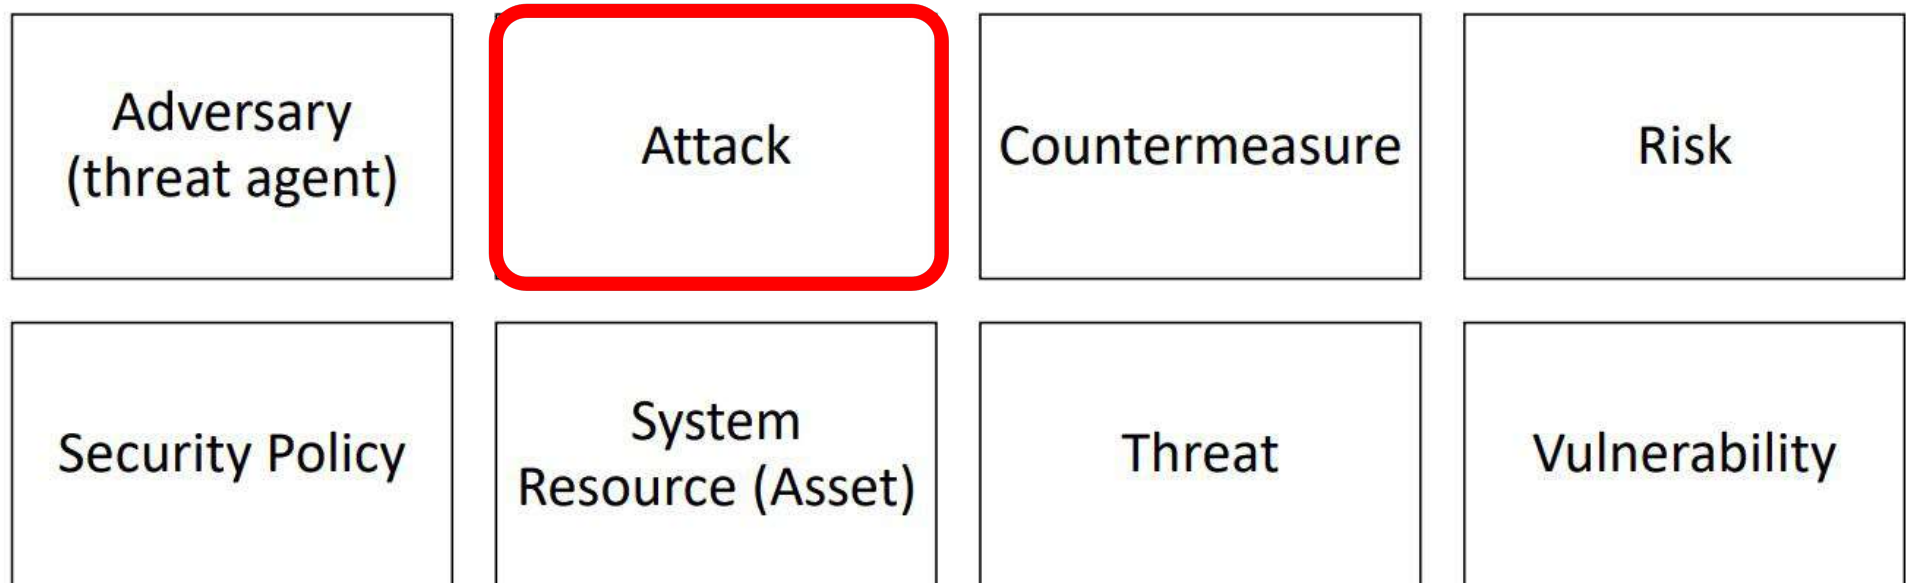 Adversary
(threat agent)
Attack
Countermeasure
Risk
Security Policy
System
Resource (Asset)
Threat
Vulnerability